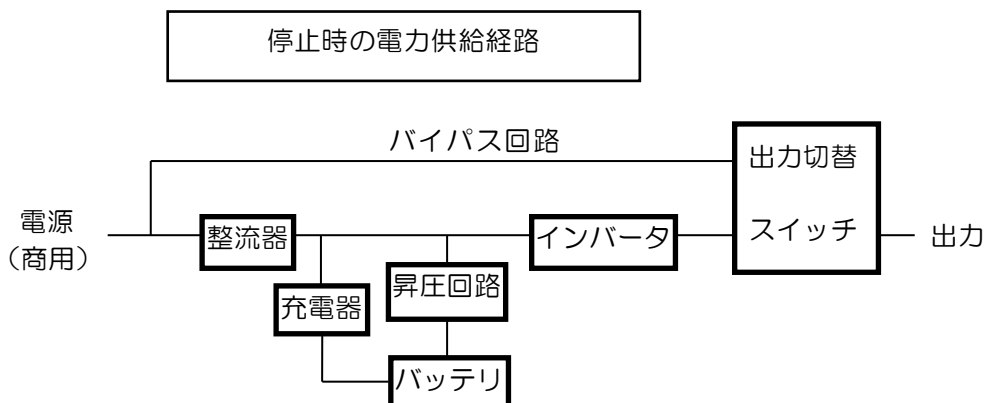 停止時の電力供給経路
バイパス回路
出力切替
スイッチ
電源
（商用）
整流器
インバータ
出力
充電器
昇圧回路
バッテリ